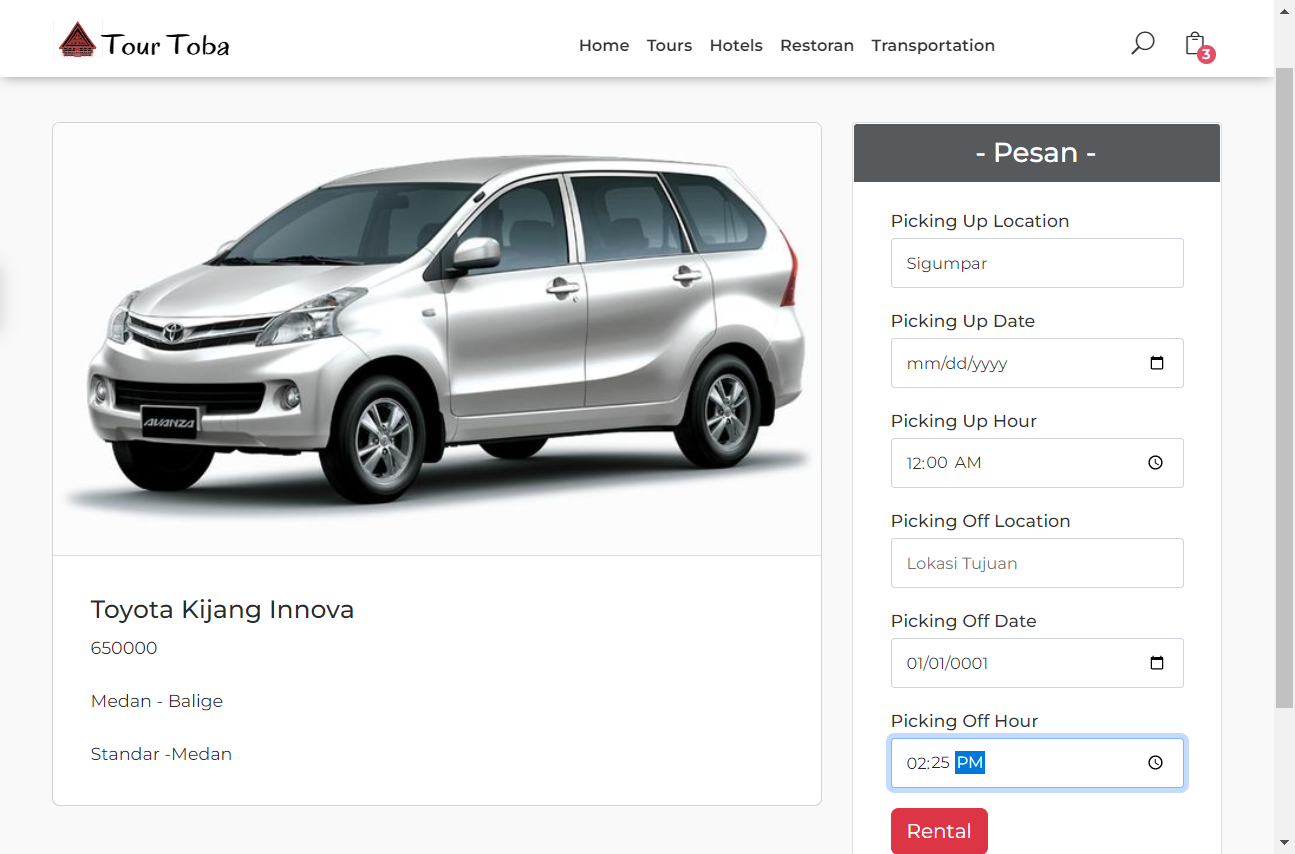 Tour Toba
Home Tours Hotels Restoran Transportation
3
AVANZA
Toyota Kijang Innova
650000
Medan - Balige
Standar -Medan
- Pesan -
Picking Up Location
Sigumpar
Picking Up Date
mm/dd/yyyy
Picking Up Hour
12:00 AM
Picking Off Location
Lokasi Tujuan
Picking Off Date
01/01/0001
Picking Off Hour
02:25 PM
Rental